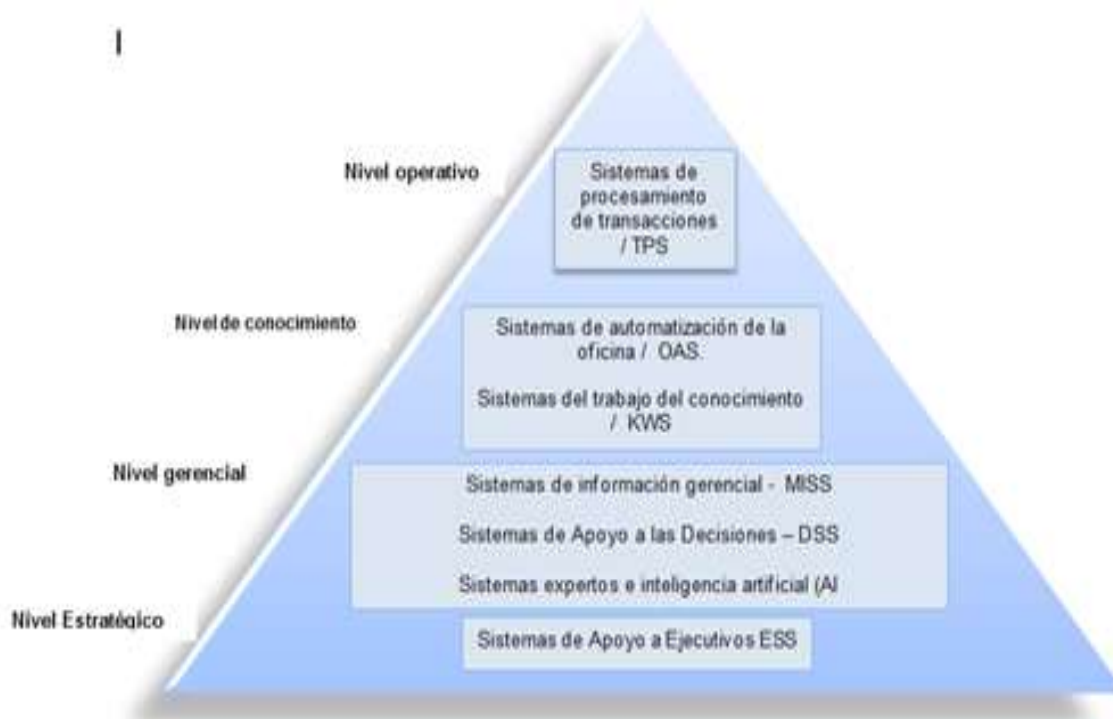 Nivel operativo
Sistemas de
procesamiento
de transacciones
/ TPS
Nivel de conocimiento
Sistemas de automatización de la
oficina / OAS.
Sistemas del trabajo del conocimiento
/ KWS
Nivel gerencial
Sistemas de información gerencial - MISS
Sistemas de Apoyo a las Decisiones – DSS
Sistemas expertos e inteligencia artificial (AI
Nivel Estratégico
Sistemas de Apoyo a Ejecutivos ESS